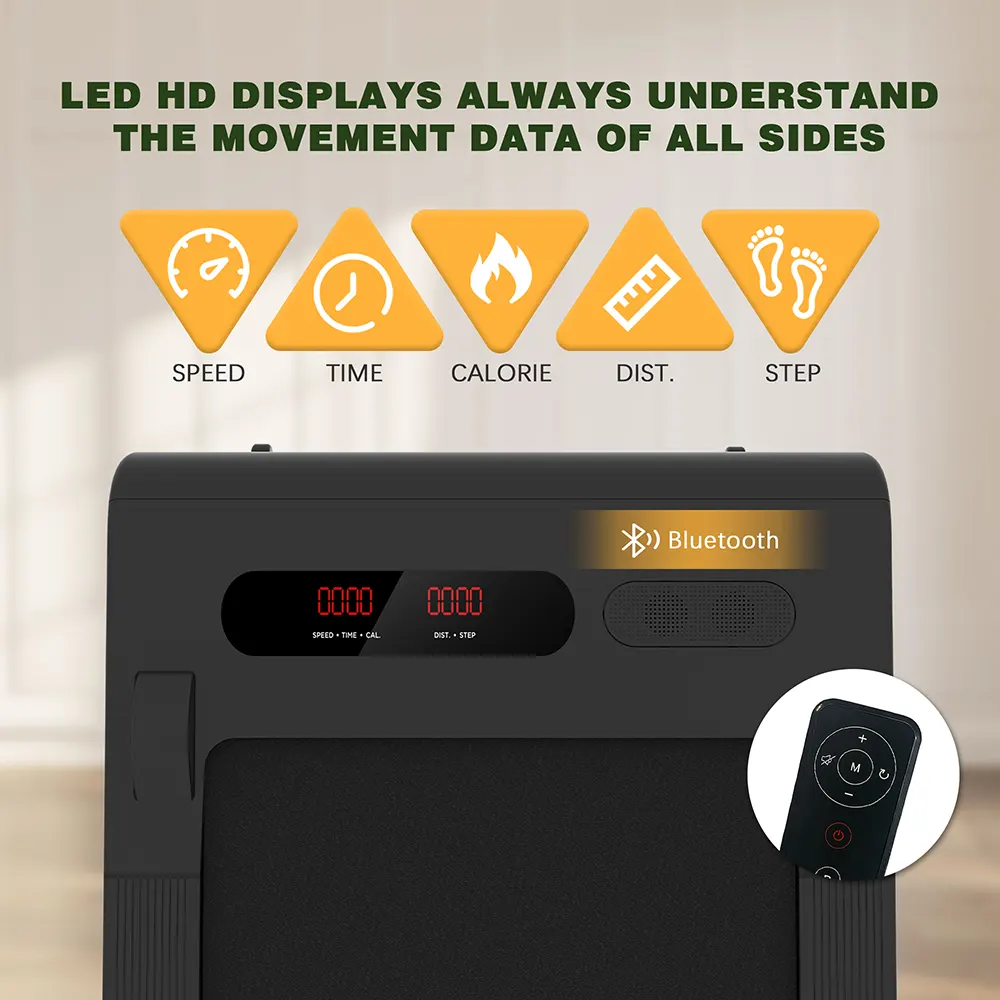 LED HD DISPLAYS ALWAYS UNDERSTAND
THE MOVEMENT DATA OF ALL SIDES
SPEED TIME CALORIE DIST. STEP
Bluetooth
0000 0000
SPEED • TIME • CAL. DIST. • STEP
+
M
−